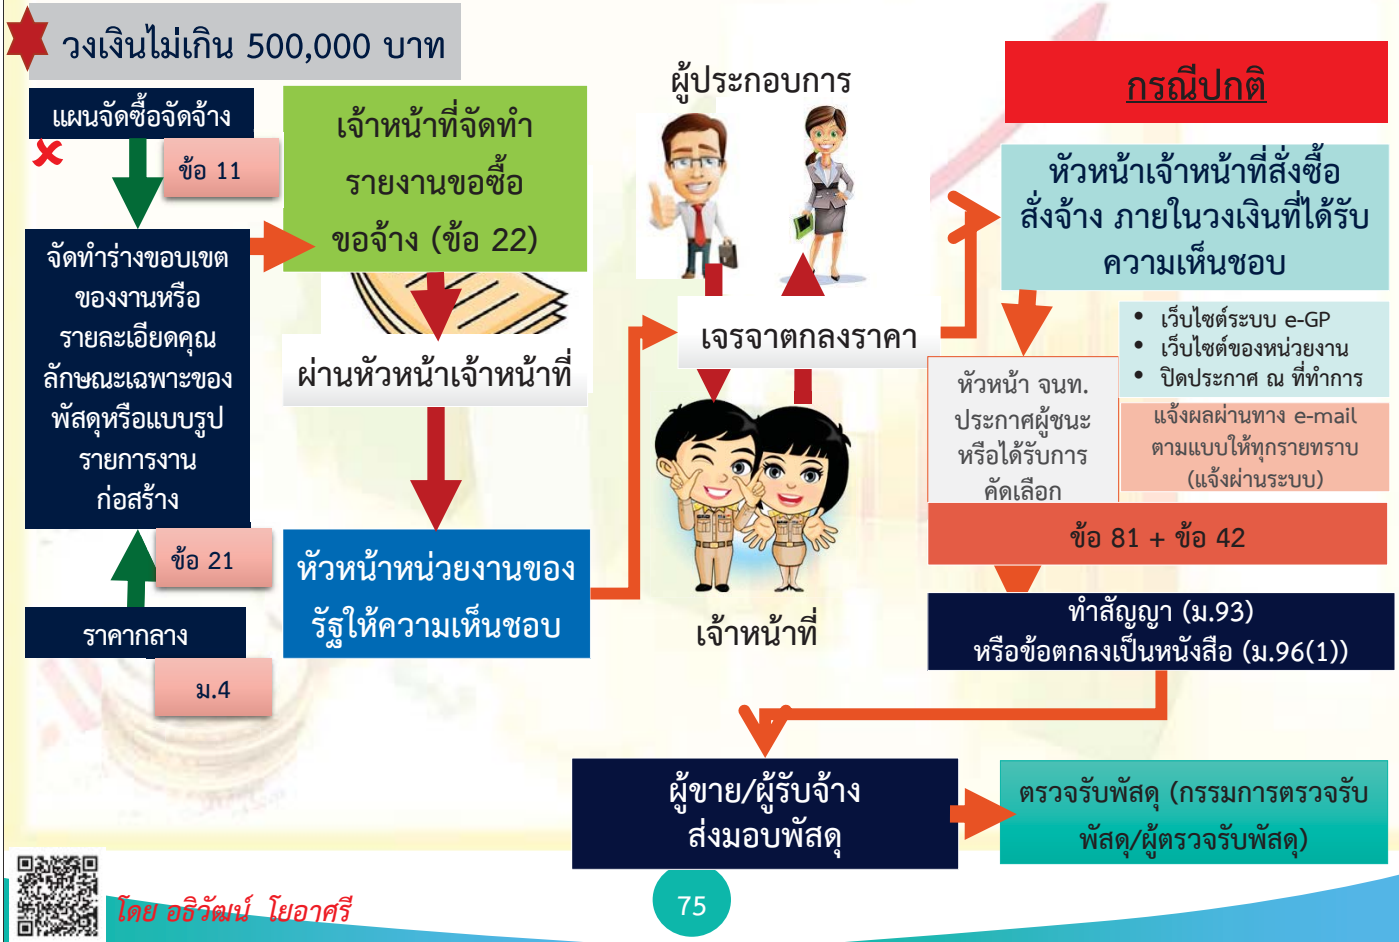 วงเงินไม่เกิน 500,000 บาท
แผนจัดซื้อจัดจ้าง
ข้อ 11
จัดทำร่างขอบเขต
ของงานหรือ
รายละเอียดคุณ
ลักษณะเฉพาะของ
พัสดุหรือแบบรูป
รายการงาน
ก่อสร้าง
ข้อ 21
ราคากลาง
ม.4
เจ้าหน้าที่จัดทำ
รายงานขอซื้อ
ขอจ้าง (ข้อ 22)
ผ่านหัวหน้าเจ้าหน้าที่
หัวหน้าหน่วยงานของ
รัฐให้ความเห็นชอบ
ผู้ประกอบการ
เจรจาตกลงราคา
เจ้าหน้าที่
กรณีปกติ
หัวหน้าเจ้าหน้าที่สั่งซื้อ
สั่งจ้าง ภายในวงเงินที่ได้รับ
ความเห็นชอบ
• เว็บไซต์ระบบ e-GP
• เว็บไซต์ของหน่วยงาน
• ปิดประกาศ ณ ที่ทำการ
หัวหน้า จนท.
ประกาศผู้ชนะ
หรือได้รับการ
คัดเลือก
แจ้งผลผ่านทาง e-mail
ตามแบบให้ทุกรายทราบ
(แจ้งผ่านระบบ)
ข้อ 81 + ข้อ 42
ทำสัญญา (ม.93)
หรือข้อตกลงเป็นหนังสือ (ม.96(1))
ผู้ขาย/ผู้รับจ้าง
ส่งมอบพัสดุ
ตรวจรับพัสดุ (กรรมการตรวจรับ
พัสดุ/ผู้ตรวจรับพัสดุ)
โดย อธิวัฒน์ โยอาศรี
75